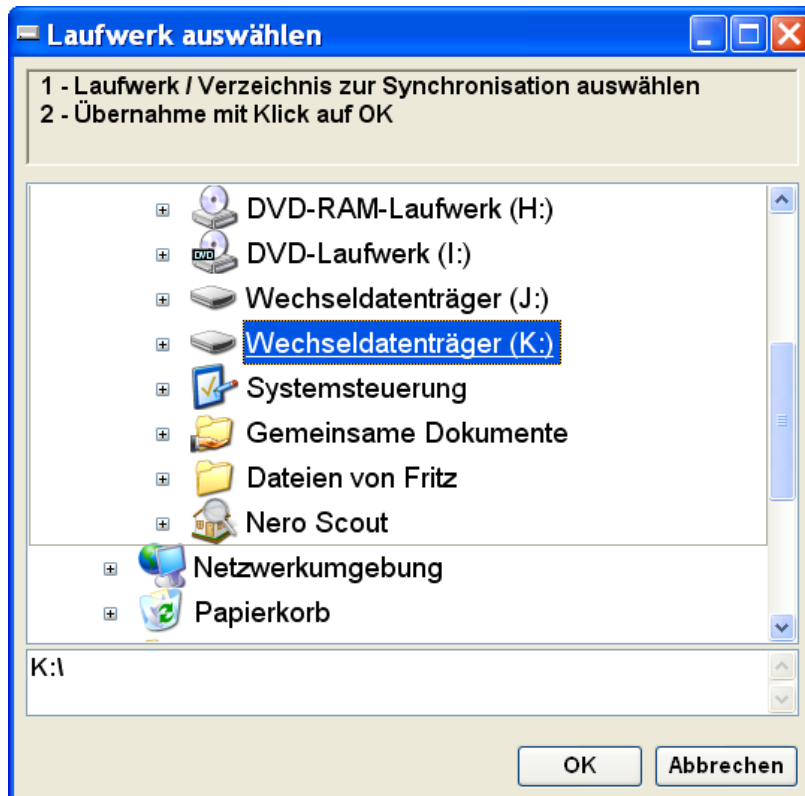 Laufwerk auswählen
1 - Laufwerk / Verzeichnis zur Synchronisation auswählen
2 - Übernahme mit Klick auf OK
DVD-RAM-Laufwerk (H:)
DVD DVD-Laufwerk (I:)
Wechseldatenträger (J:)
Wechseldatenträger (K:)
Systemsteuerung
Gemeinsame Dokumente
Dateien von Fritz
Nero Scout
Netzwerkumgebung
Papierkorb
K:\
OK Abbrechen